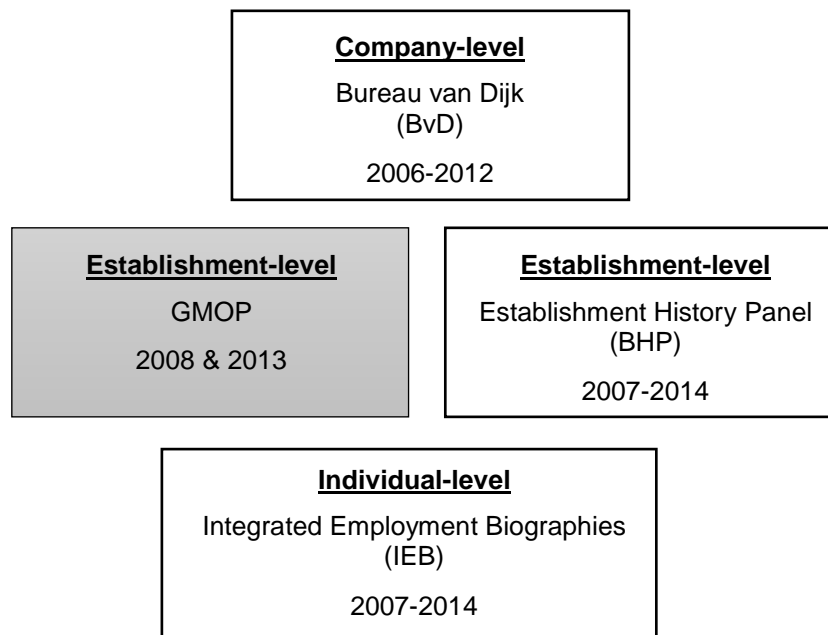 Company-level
Bureau van Dijk
(BvD)
2006-2012
Establishment-level
GMOP
2008 & 2013
Establishment-level
Establishment History Panel
(BHP)
2007-2014
Individual-level
Integrated Employment Biographies
(IEB)
2007-2014